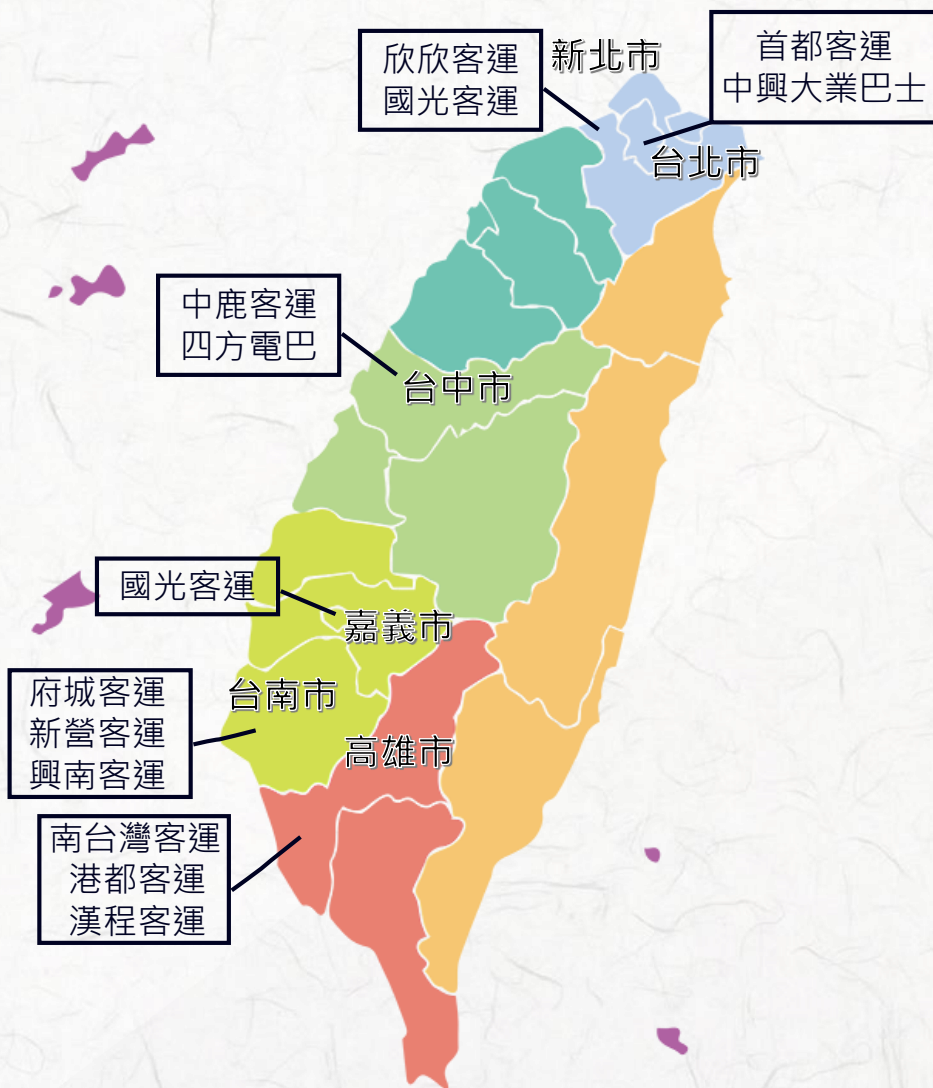 欣欣客運
國光客運
新北市
首都客運
中興大業巴士
台北市
中鹿客運
四方電巴
台中市
國光客運
嘉義市
府城客運
新營客運
興南客運
台南市
高雄市
南台灣客運
港都客運
漢程客運